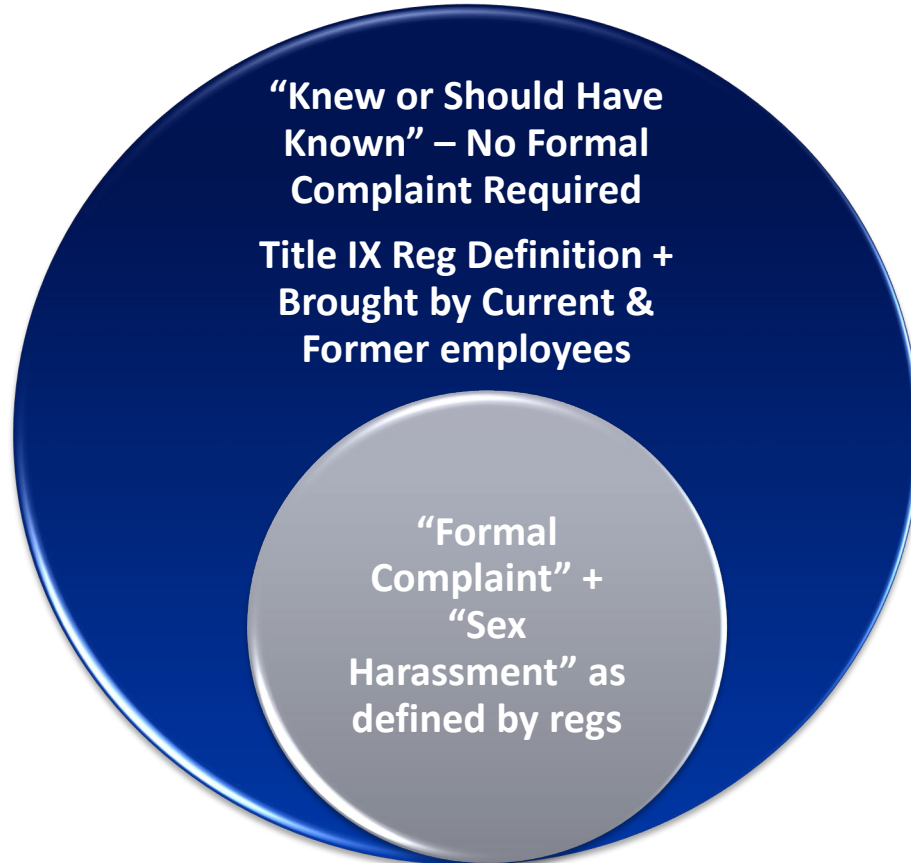 “Knew or Should Have
Known” – No Formal
Complaint Required
Title IX Reg Definition +
Brought by Current &
Former employees
“Formal
Complaint” +
“Sex
Harassment” as
defined by regs